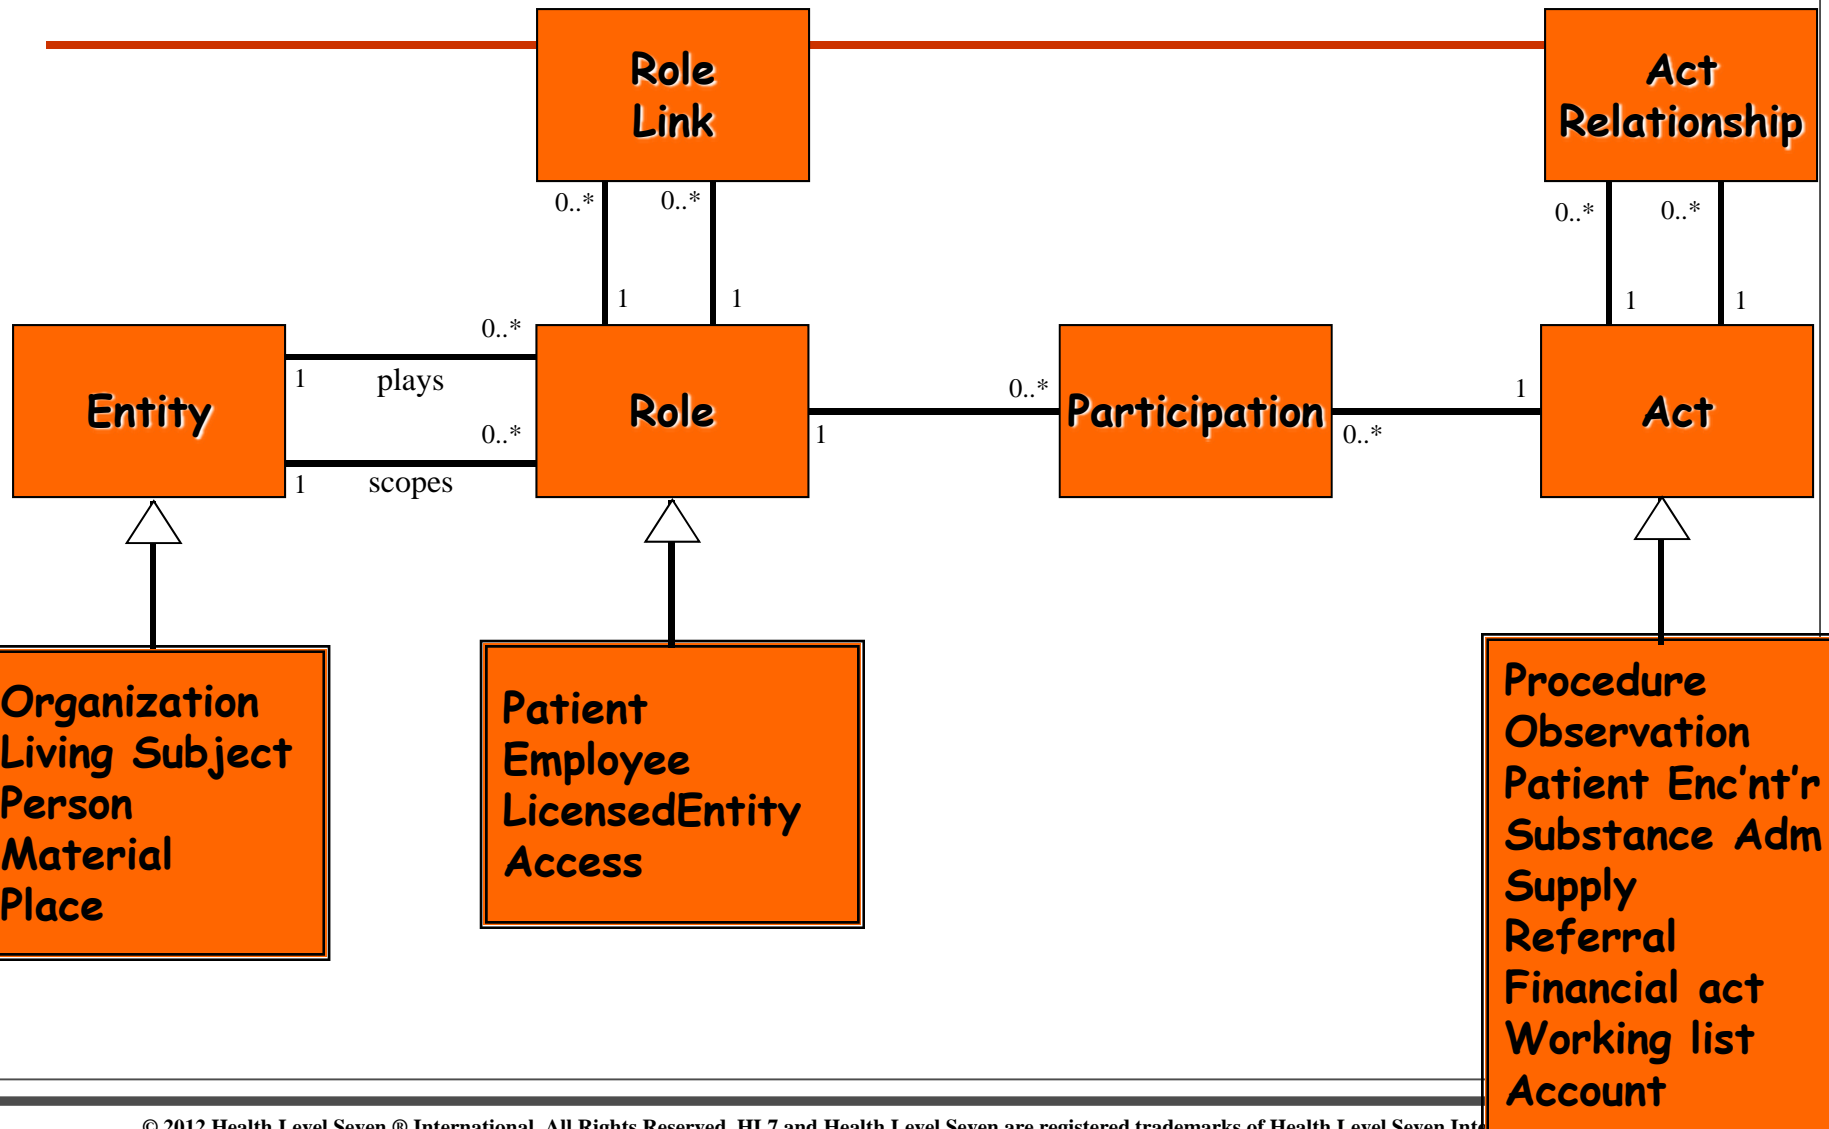 Role
Link
Act
Relationship
0..*
0..*
0..*
0..*
1
1
1
1
Entity
1
plays
0..*
1
scopes
0..*
Role
1
0..*
Participation
0..*
1
Act
Organization
Living Subject
Person
Material
Place
Patient
Employee
LicensedEntity
Access
Procedure
Observation
Patient Enc’nt’r
Substance Adm
Supply
Referral
Financial act
Working list
Account
© 2012 Health Level Seven ® International. All Rights Reserved. HL7 and Health Level Seven are registered trademarks of Health Level Seven